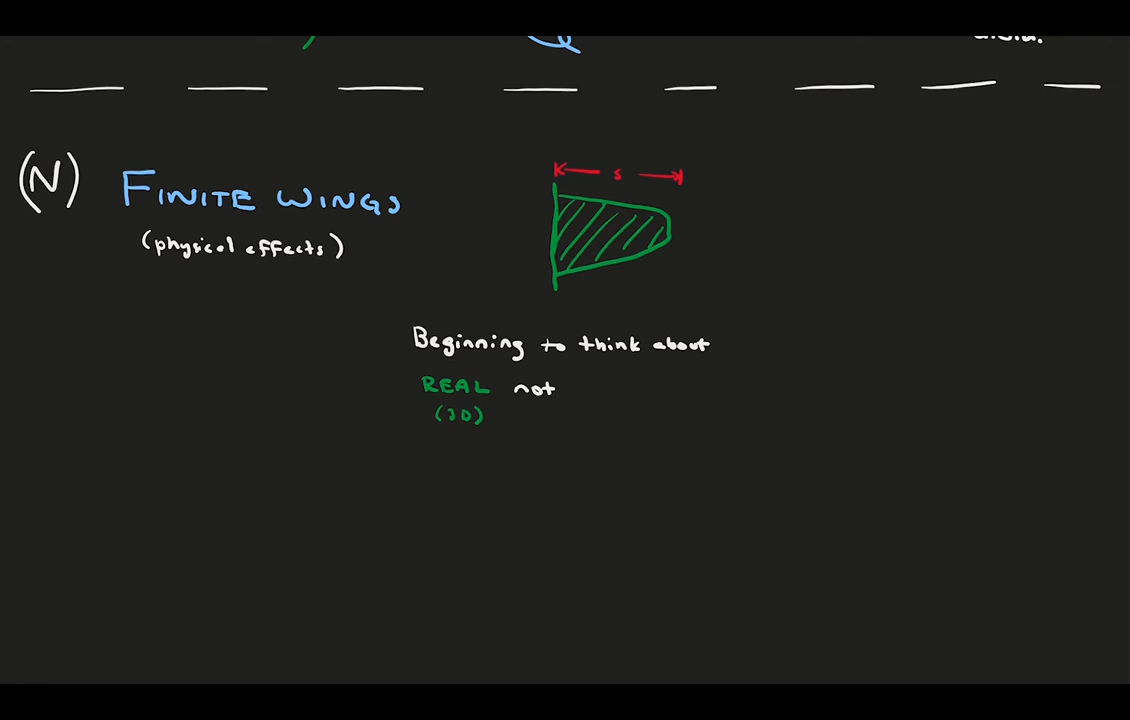 (N) FINITE WINGS
(physical effects)
s
Beginning to think about
REAL not
(3D)